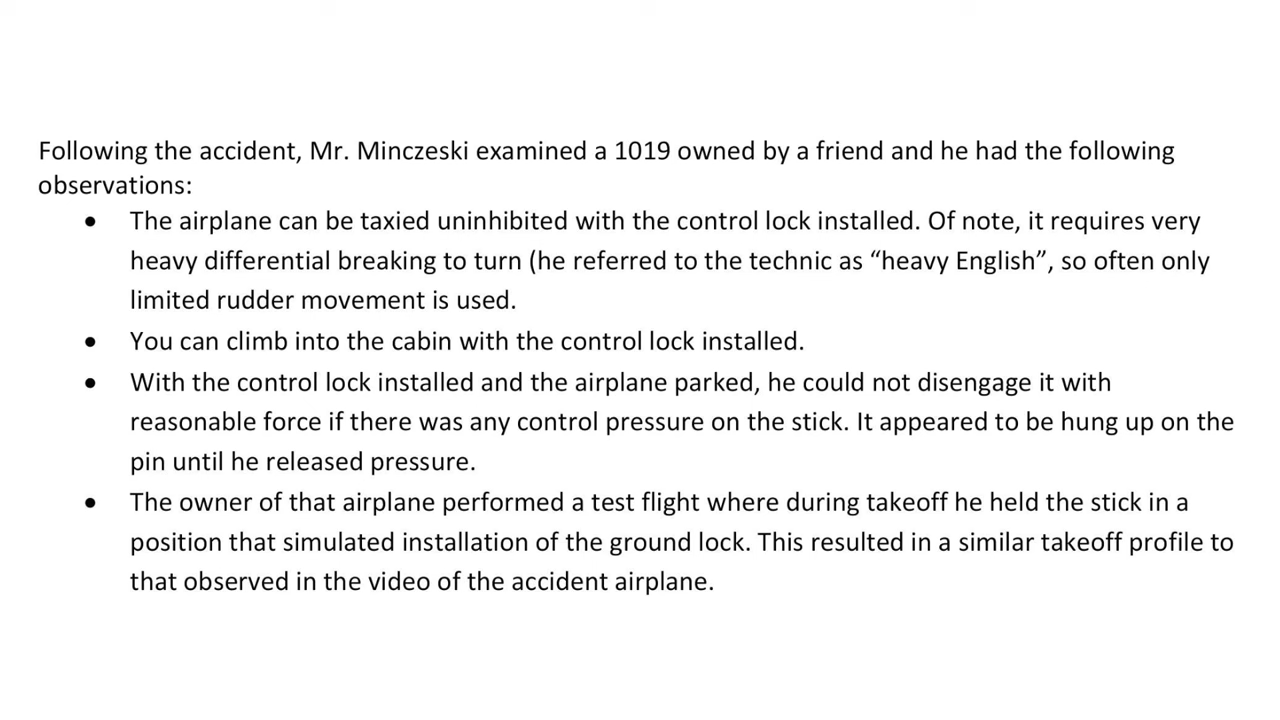 Following the accident, Mr. Minczeski examined a 1019 owned by a friend and he had the following
observations:
• The airplane can be taxied uninhibited with the control lock installed. Of note, it requires very
heavy differential breaking to turn (he referred to the technic as “heavy English”, so often only
limited rudder movement is used.
• You can climb into the cabin with the control lock installed.
• With the control lock installed and the airplane parked, he could not disengage it with
reasonable force if there was any control pressure on the stick. It appeared to be hung up on the
pin until he released pressure.
• The owner of that airplane performed a test flight where during takeoff he held the stick in a
position that simulated installation of the ground lock. This resulted in a similar takeoff profile to
that observed in the video of the accident airplane.